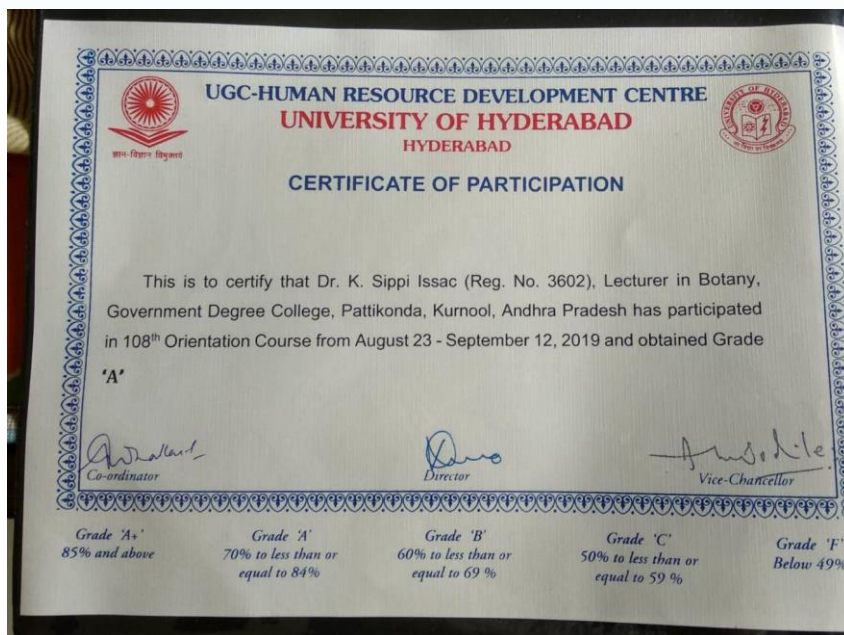 UGC-HUMAN RESOURCE DEVELOPMENT CENTRE
UNIVERSITY OF HYDERABAD
HYDERABAD
ज्ञान-विज्ञान विमुक्तये
UNIVERSITY OF HYDERABAD
CERTIFICATE OF PARTICIPATION
This is to certify that Dr. K. Sippi Issac (Reg. No. 3602), Lecturer in Botany,
Government Degree College, Pattikonda, Kurnool, Andhra Pradesh has participated
in 108th Orientation Course from August 23 - September 12, 2019 and obtained Grade
‘A’
Co-ordinator
Director
Vice-Chancellor
Grade ‘A+’
85% and above
Grade ‘A’
70% to less than or
equal to 84%
Grade ‘B’
60% to less than or
equal to 69 %
Grade ‘C’
50% to less than or
equal to 59 %
Grade ‘F’
Below 49%